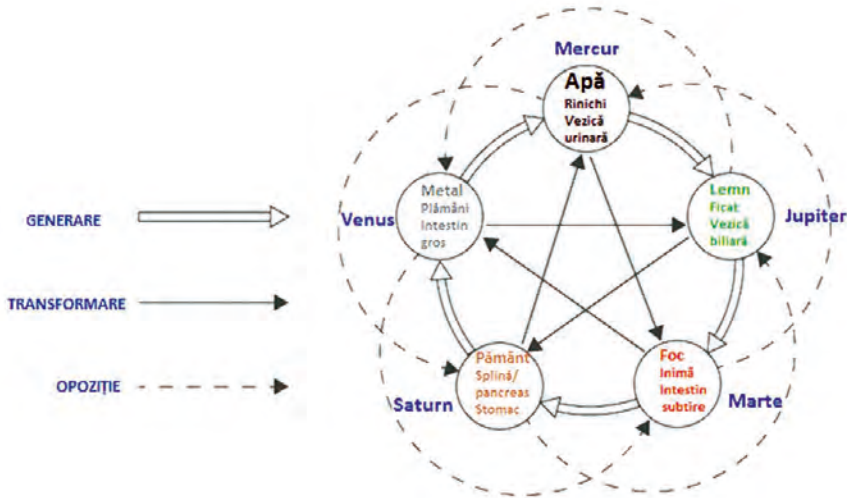 Mercur
Apă
Rinichi
Vezică
urinară
Metal
Plămâni
Intestin
gros
Lemn
Ficat
Vezică
biliară
GENERARE
Venus
Jupiter
TRANSFORMARE
Pământ
Splină/
pancreas
Stomac
Foc
Inimă
Intestin
subtire
OPOZIȚIE
Saturn
Marte